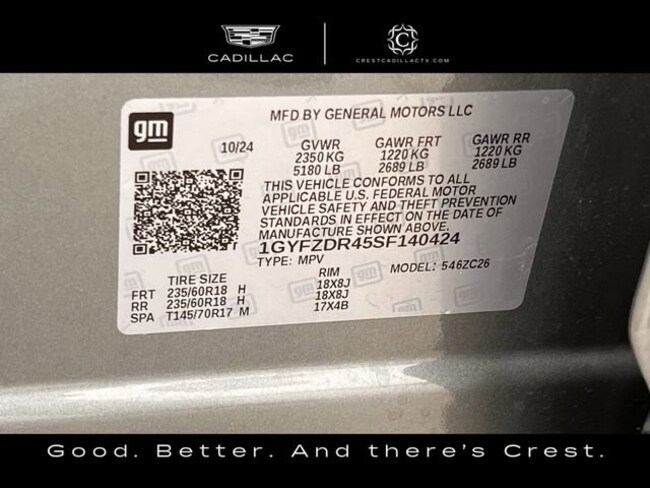 CADILLAC
CRESTCADILLACTX.COM
gm
MFD BY GENERAL MOTORS LLC
10/24 GVWR GAWR FRT GAWR RR
2350 KG 1220 KG 1220 KG
5180 LB 2689 LB 2689 LB
THIS VEHICLE CONFORMS TO ALL
APPLICABLE U.S. FEDERAL MOTOR
VEHICLE SAFETY AND THEFT PREVENTION
STANDARDS IN EFFECT ON THE DATE OF
MANUFACTURE SHOWN ABOVE.
1GYFZDR45SF140424
TYPE: MPV MODEL: 546ZC26
TIRE SIZE RIM
FRT 235/60R18 H 18X8J
RR 235/60R18 H 18X8J
SPA T145/70R17 M 17X4B
Good. Better. And there's Crest.